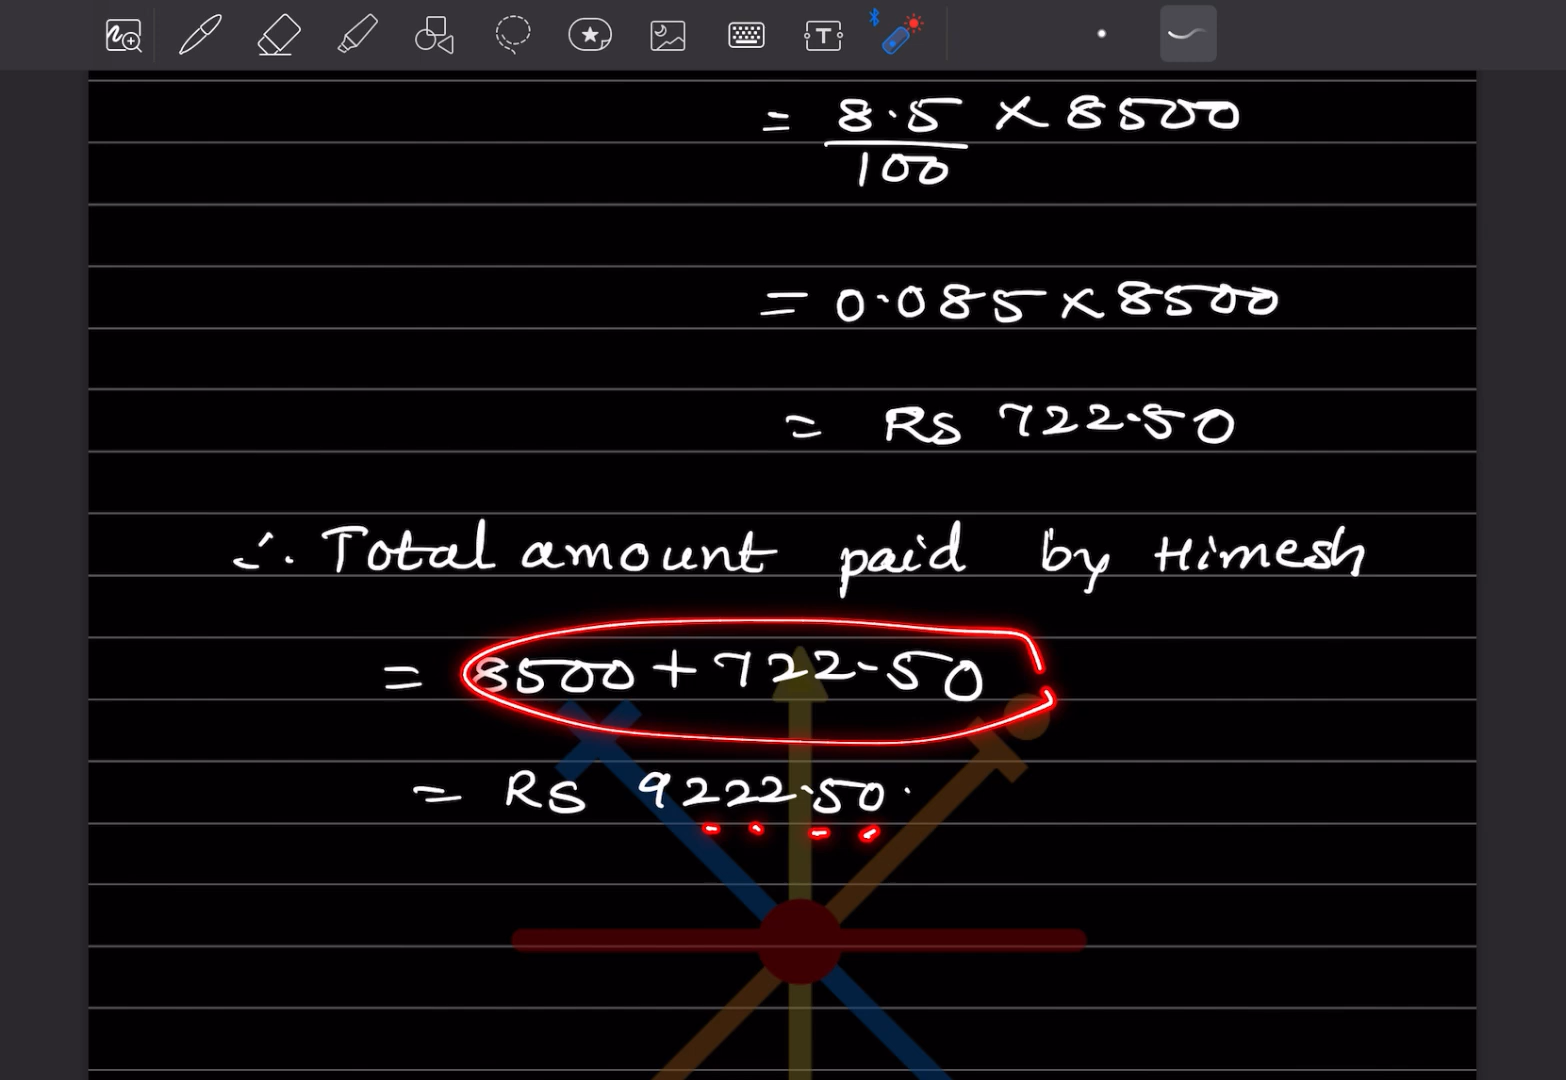 = 8.5 × 8500
100
= 0.085 × 8500
= Rs 722.50
∴ Total amount paid by Himesh
= 8500 + 722.50
= Rs 9222.50.